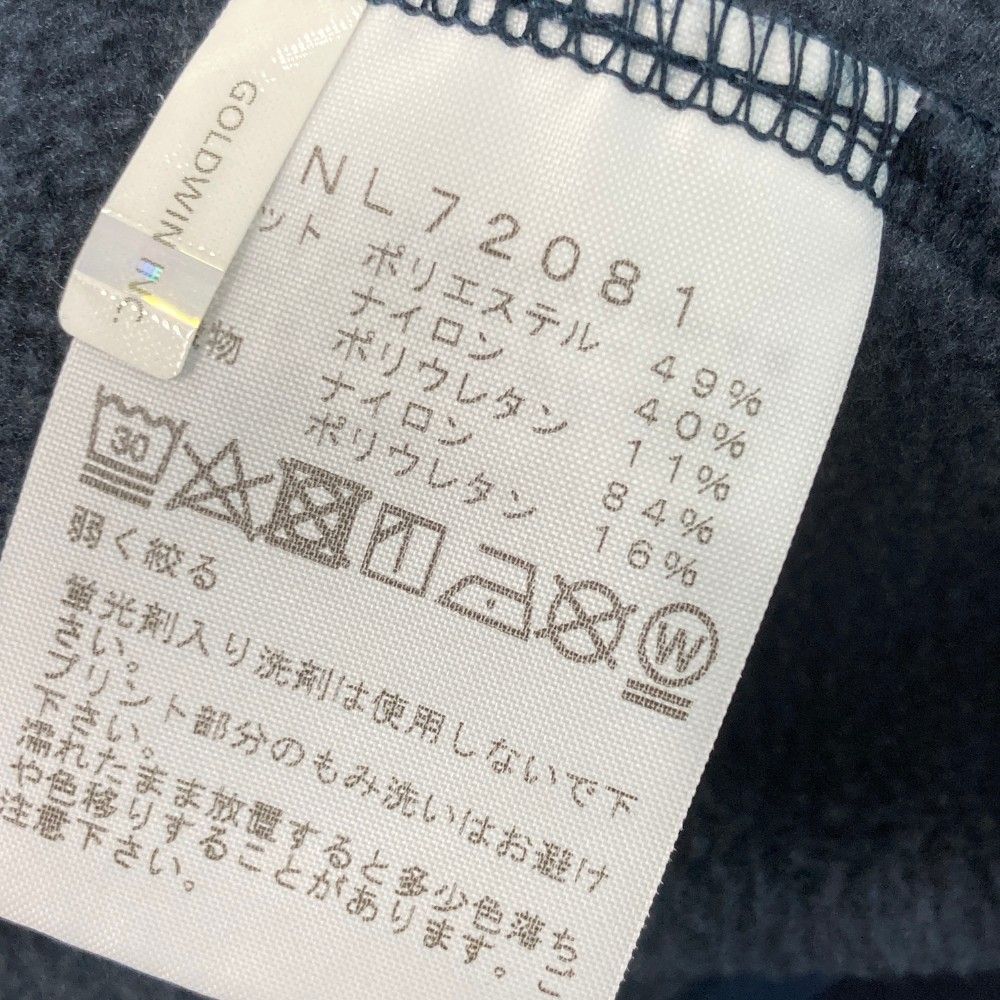 GOLDWIN INC.
NL72081
ット ポリエステル 49%
ナイロン 40%
ポリウレタン 11%
物 ナイロン 84%
ポリウレタン 16%
30
W
弱く絞る
蛍光剤入り洗剤は使用しないで下
さい。
プリント部分のもみ洗いはお避け
下さい。
濡れたまま放置すると多少色落ち
や色移りすることがあります。ご
注意下さい。